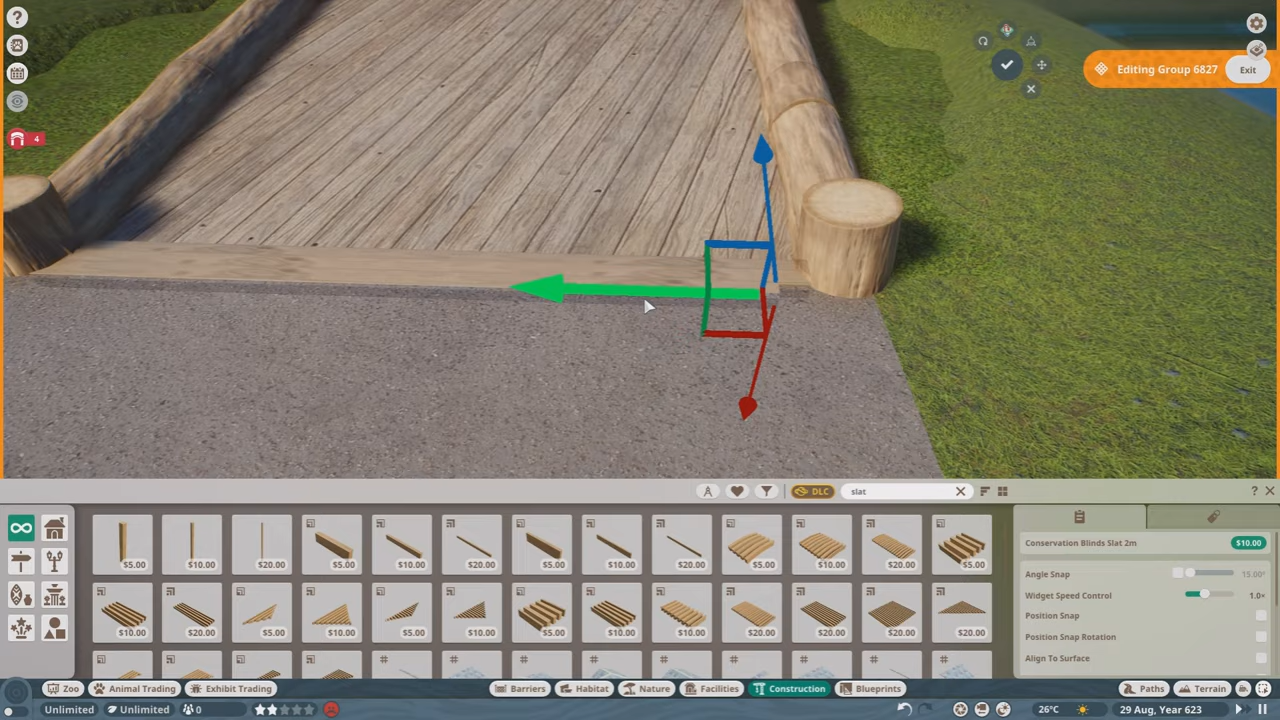 ?
Editing Group 6827
Exit
4
DLC
slat
?
$5.00
$10.00
$20.00
$5.00
$10.00
$20.00
$5.00
$10.00
$20.00
$5.00
$10.00
$20.00
$5.00
$10.00
$20.00
$5.00
$10.00
$5.00
$10.00
$5.00
$10.00
$10.00
$20.00
$20.00
$20.00
$20.00
Conservation Blinds Slat 2m
$10.00
Angle Snap
15.00°
Widget Speed Control
1.0×
Position Snap
Position Snap Rotation
Align To Surface
Zoo
Animal Trading
Exhibit Trading
Barriers
Habitat
Nature
Facilities
Construction
Blueprints
Paths
Terrain
Unlimited
Unlimited
0
26°C
29 Aug, Year 623